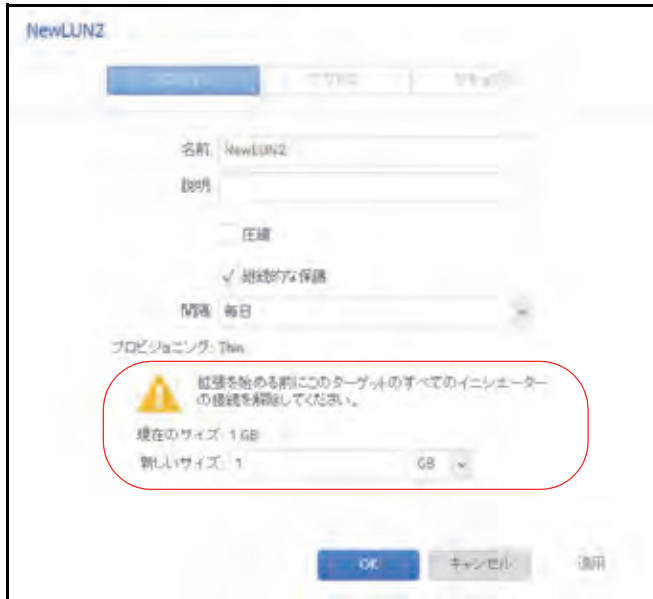 NewLUN2
名前: NewLUN2
説明:
圧縮
継続的な保護
間隔: 毎日
プロビジョニング: Thin
拡張を始める前にこのターゲットのすべてのイニシエーター
の接続を解除してください。
現在のサイズ: 1 GB
新しいサイズ: 1 GB
OK キャンセル 適用